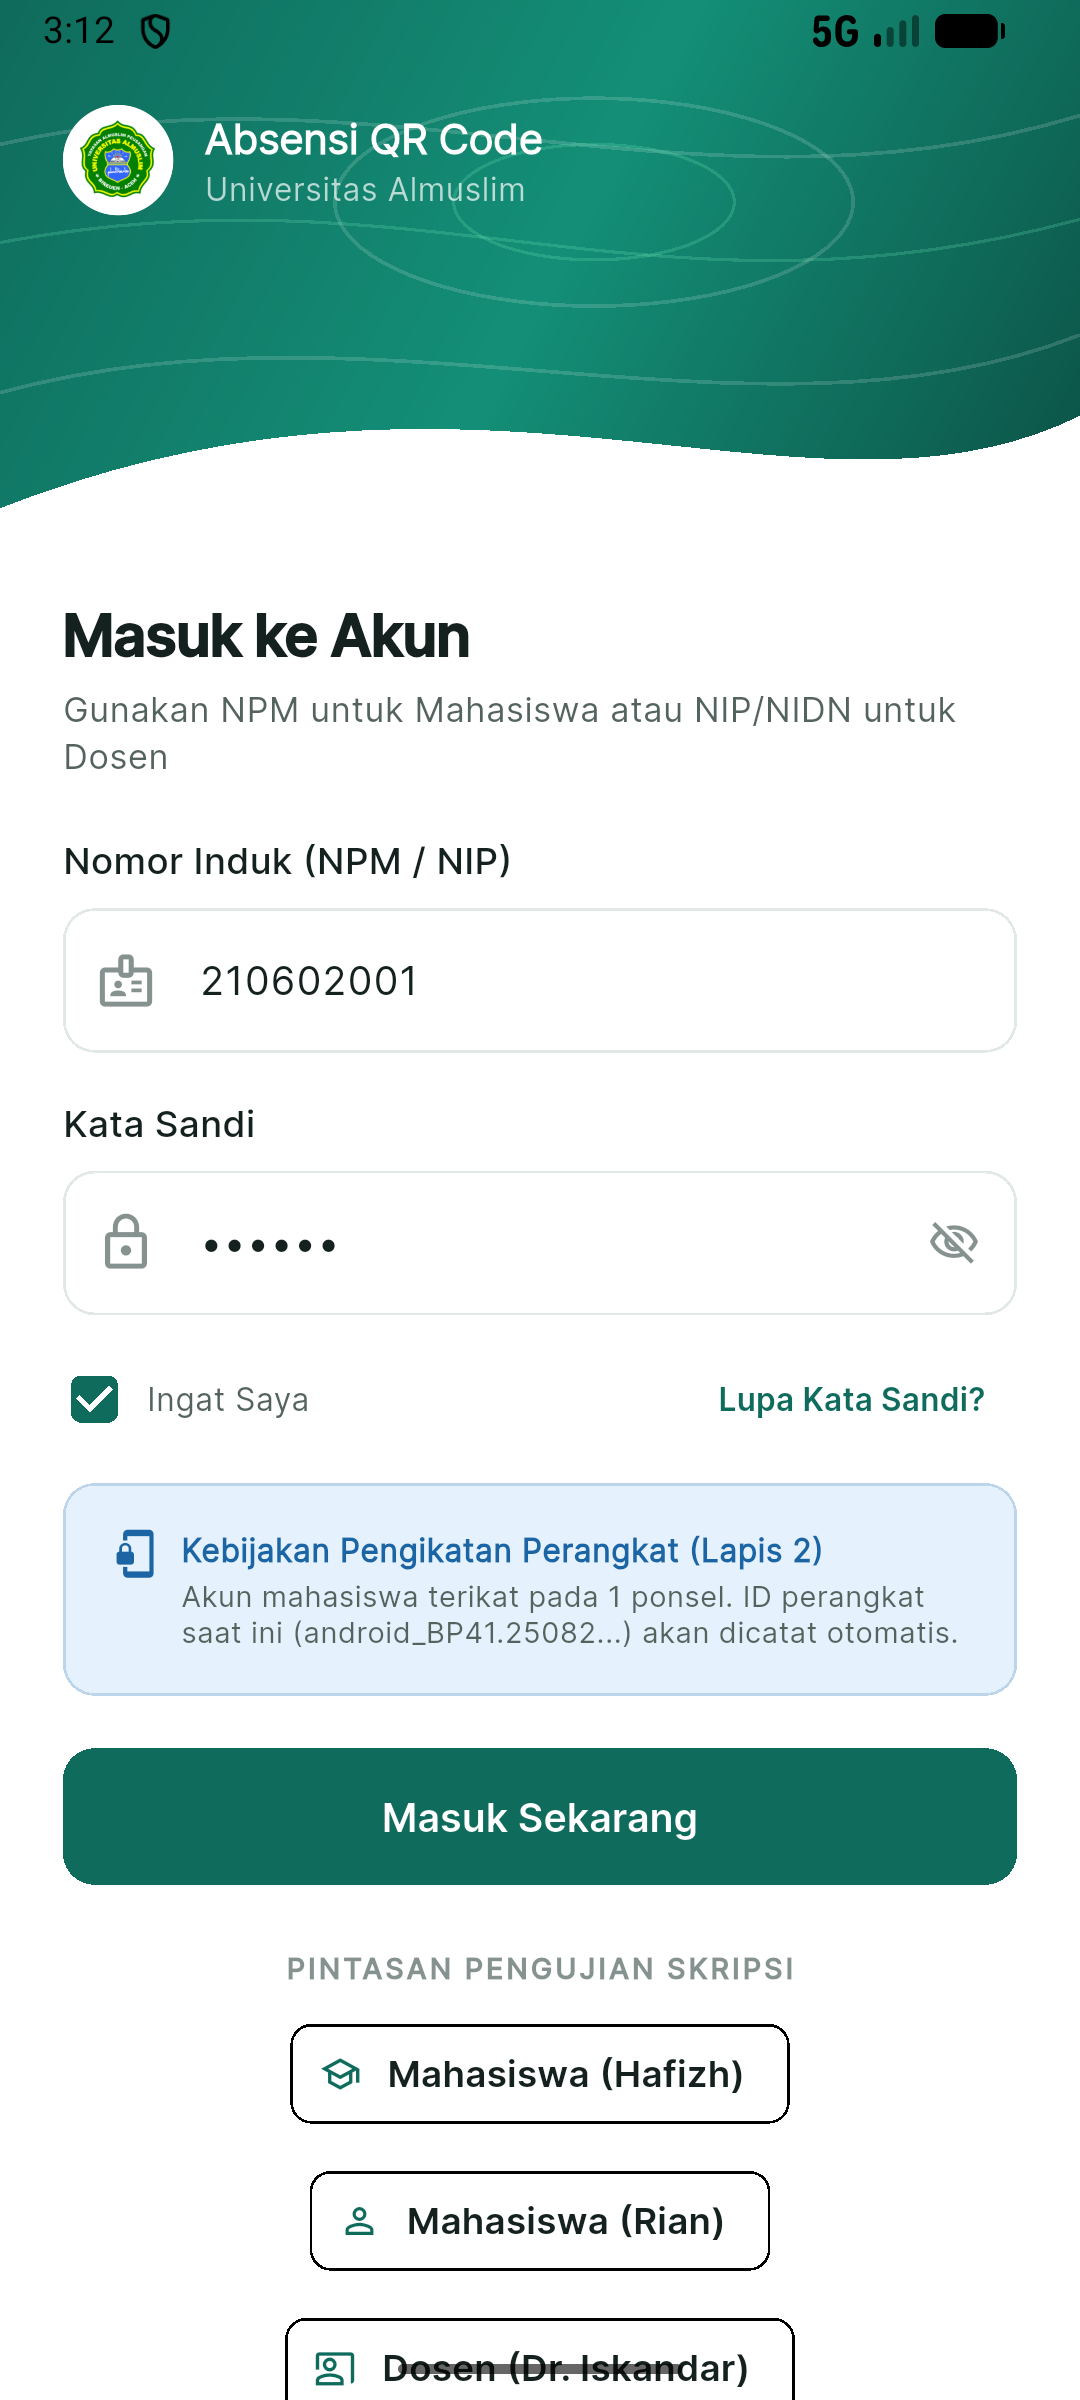 3:12
5G
Absensi QR Code
Universitas Almuslim
UNIVERSITAS ALMUSLIM
Masuk ke Akun
Gunakan NPM untuk Mahasiswa atau NIP/NIDN untuk
Dosen
Nomor Induk (NPM / NIP)
210602001
Kata Sandi
••••••
Ingat Saya
Lupa Kata Sandi?
Kebijakan Pengikatan Perangkat (Lapis 2)
Akun mahasiswa terikat pada 1 ponsel. ID perangkat
saat ini (android_BP41.25082...) akan dicatat otomatis.
Masuk Sekarang
PINTASAN PENGUJIAN SKRIPSI
Mahasiswa (Hafizh)
Mahasiswa (Rian)
Dosen (Dr. Iskandar)